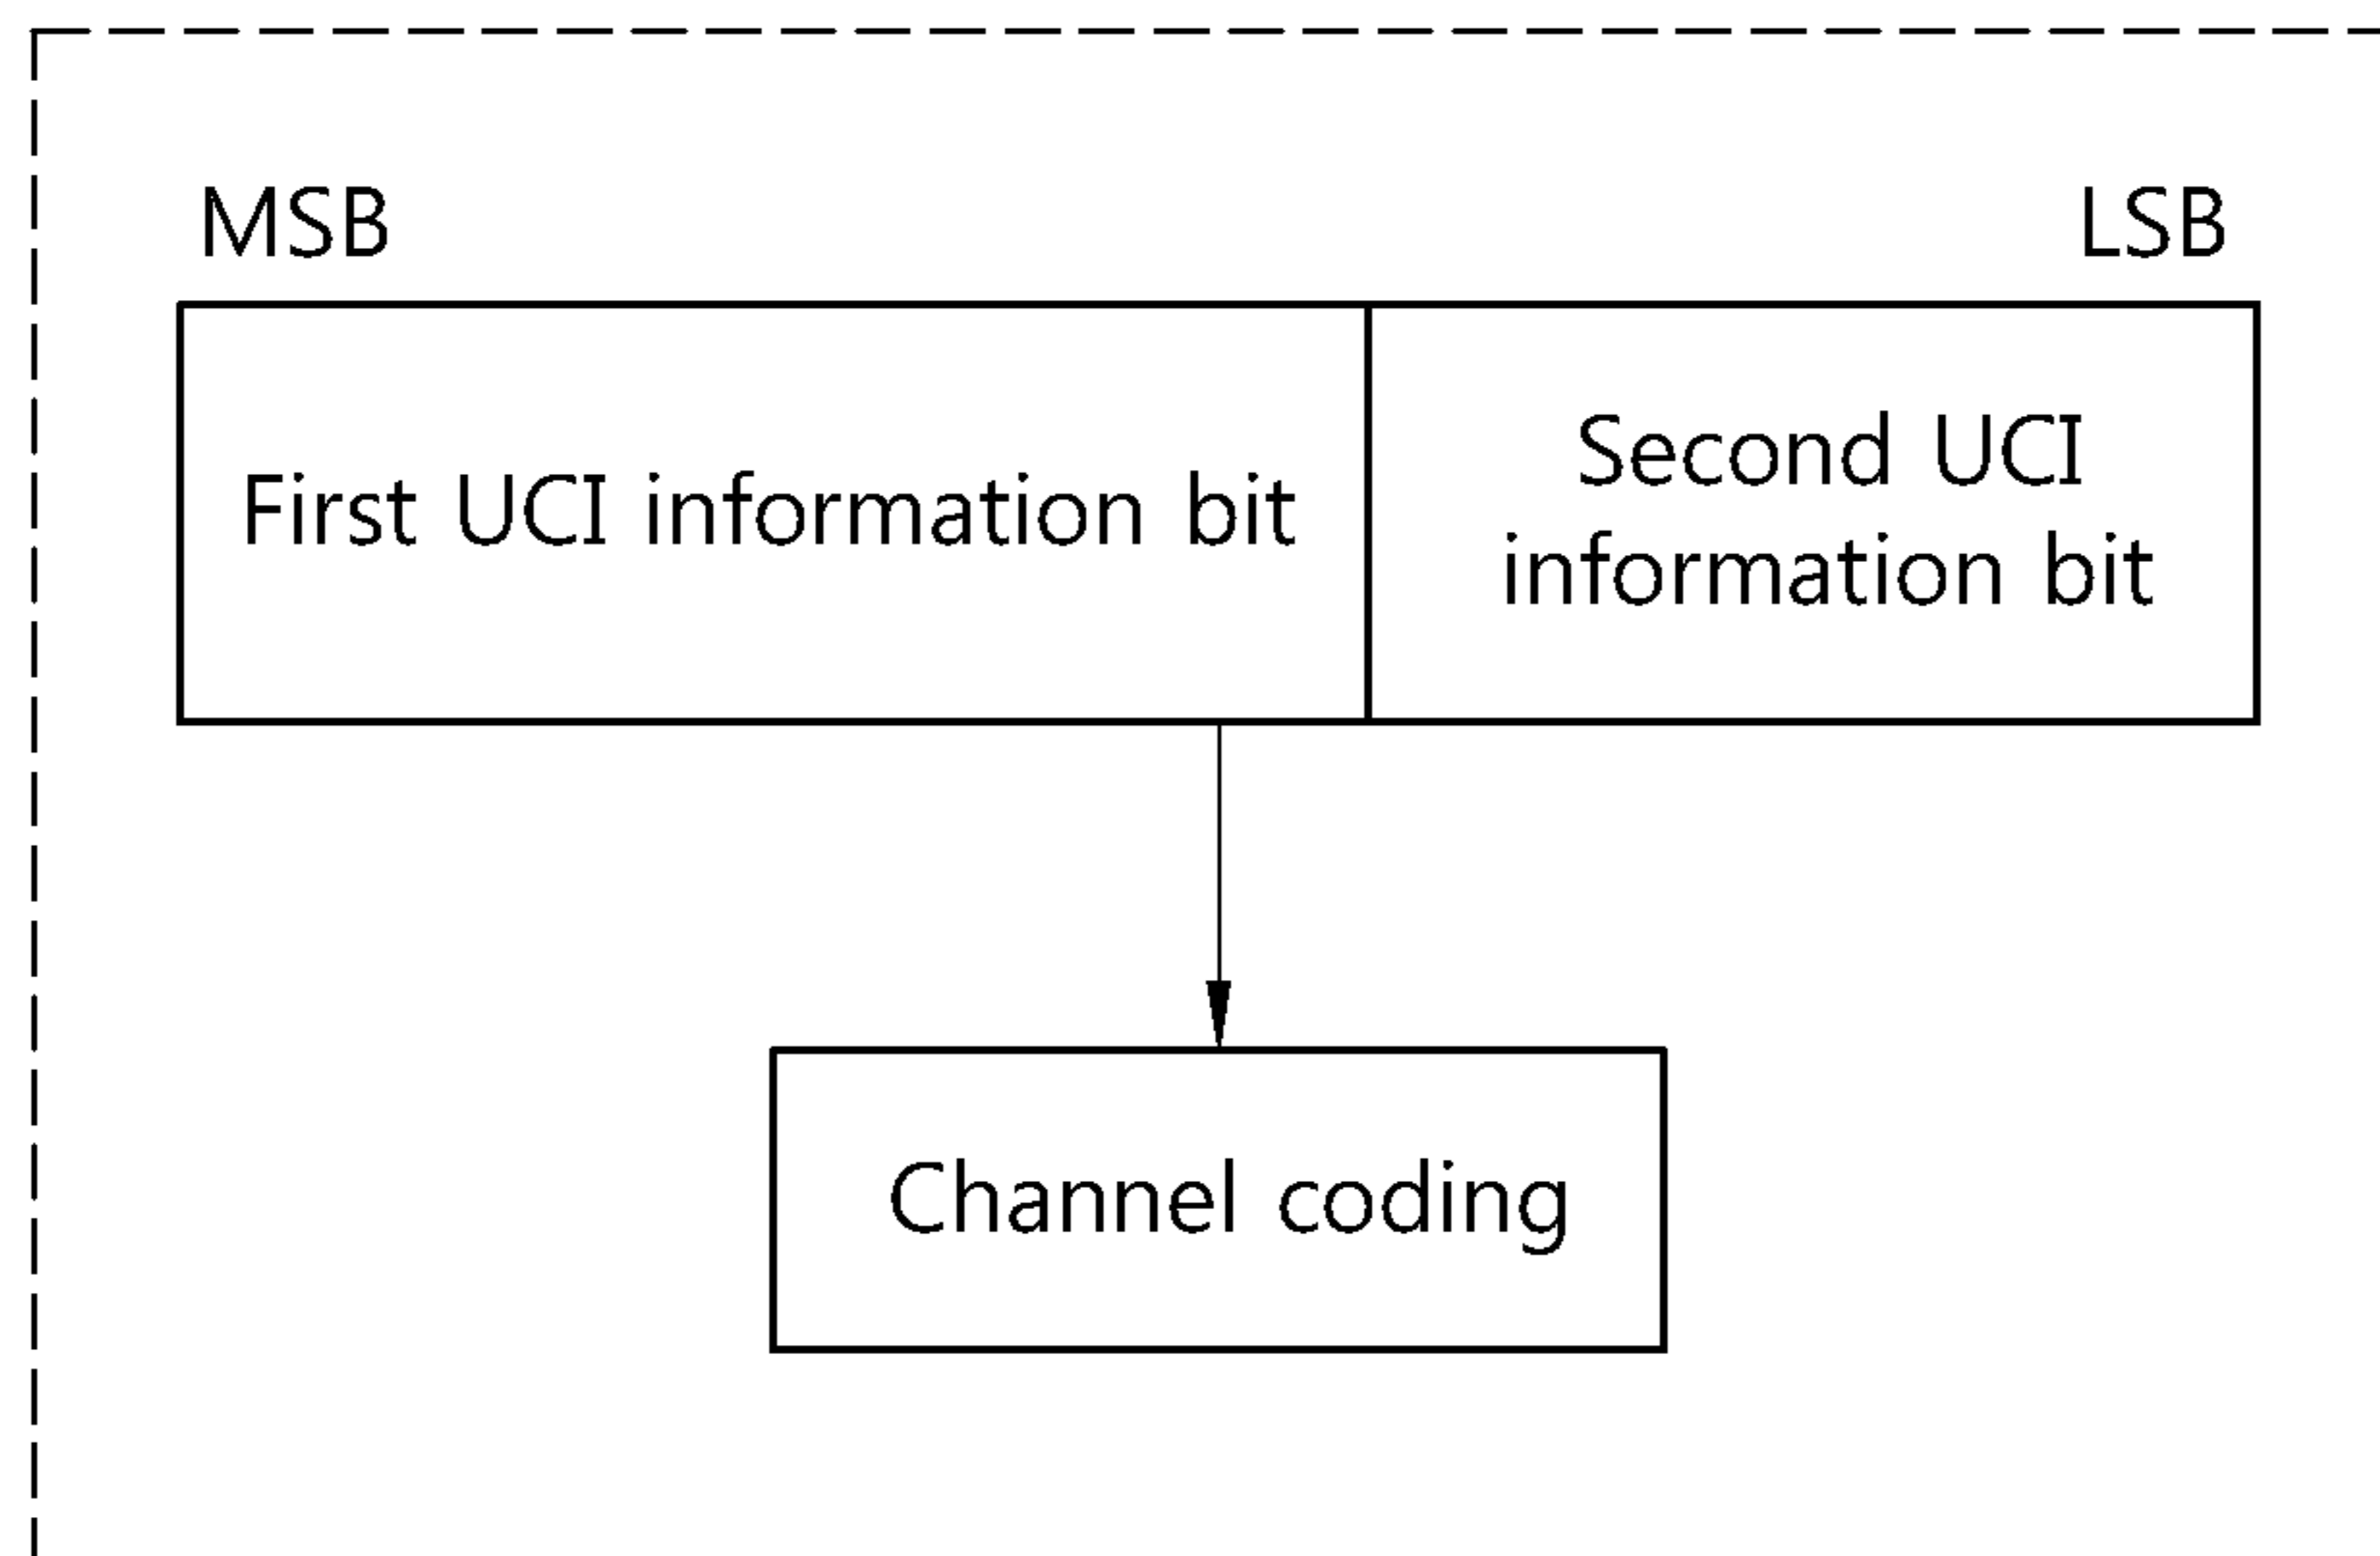 MSB LSB
First UCI information bit
Second UCI
information bit
Channel coding